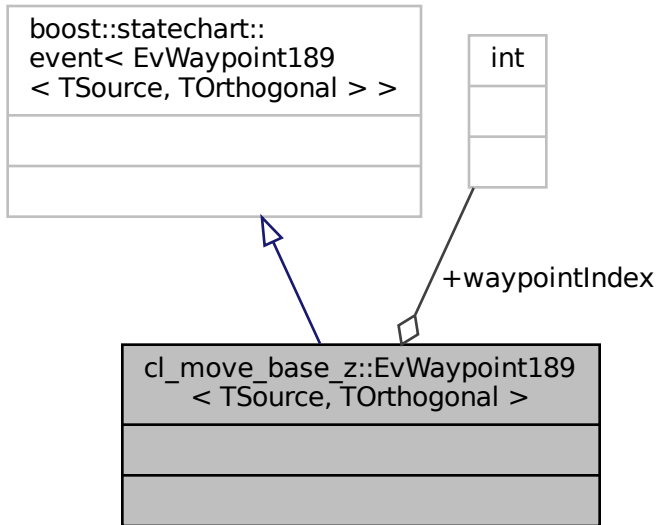 boost::statechart::
event< EvWaypoint189
< TSource, TOrthogonal > >
int
+waypointIndex
cl_move_base_z::EvWaypoint189
< TSource, TOrthogonal >